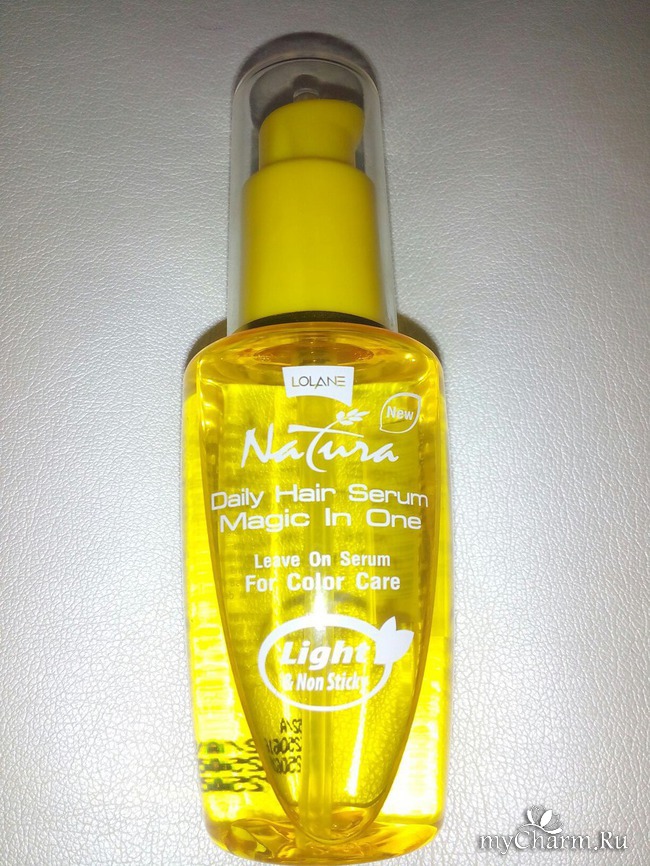 LOLANE
New
Natura
Daily Hair Serum
Magic In One
Leave On Serum
For Color Care
Light
& Non Sticky
myCharm.Ru